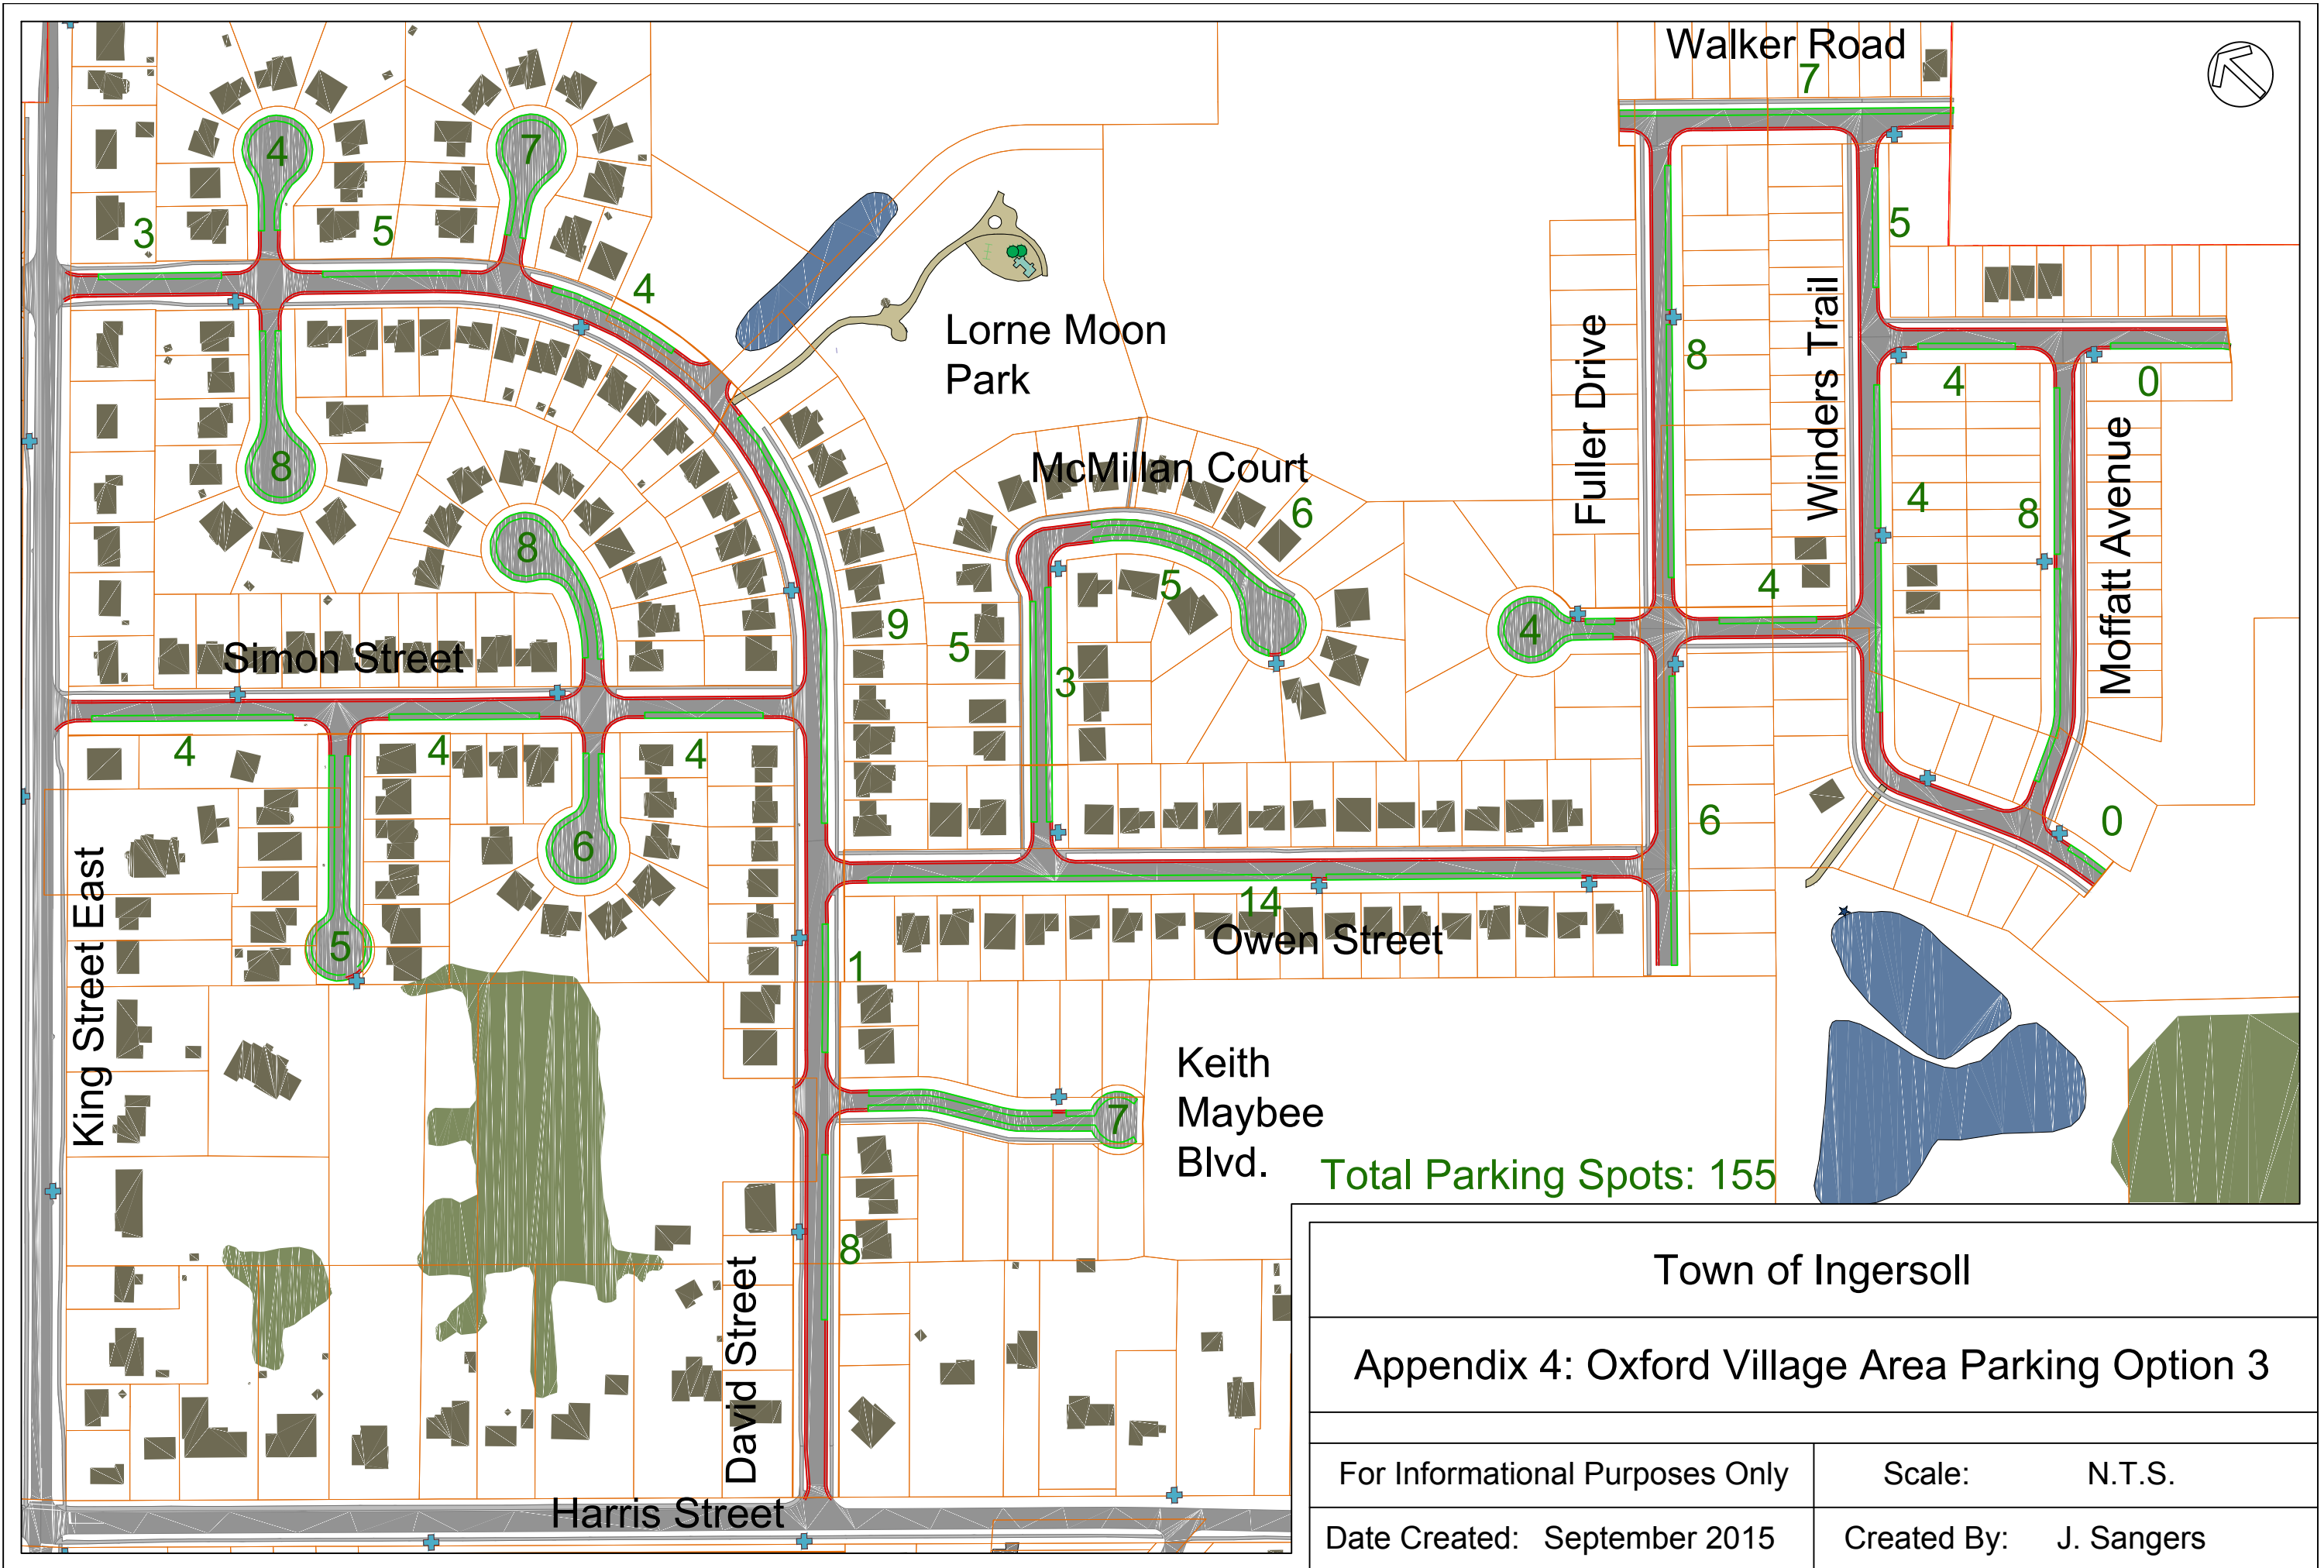 Walker Road
7
4
7
3
5
5
4
Lorne Moon
Park
Fuller Drive
8
Winders Trail
4
0
Moffatt Avenue
McMillan Court
8
6
4
8
8
5
4
9
5
3
4
Simon Street
4
4
4
6
6
0
King Street East
5
14
Owen Street
1
Keith
Maybee
Blvd.
7
Total Parking Spots: 155
8
David Street
Harris Street
Town of Ingersoll
Appendix 4: Oxford Village Area Parking Option 3
For Informational Purposes Only
Scale: N.T.S.
Date Created: September 2015
Created By: J. Sangers